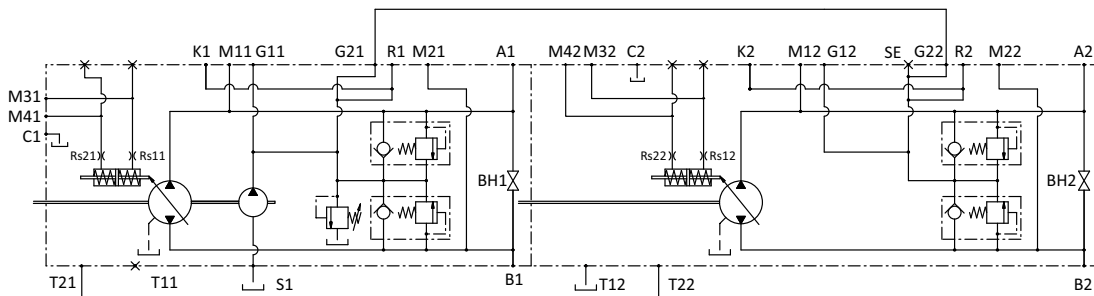 K1 M11 G11 G21 R1 M21 A1 M42 M32 C2 K2 M12 G12 SE G22 R2 M22 A2
M31
M41
C1
Rs21 Rs11 Rs22 Rs12
BH1 BH2
T21 T11 S1 B1 T12 T22 B2